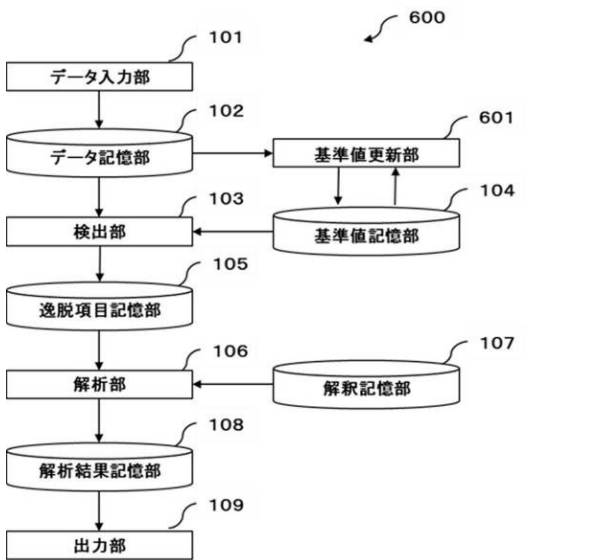 600
101
データ入力部
102
データ記憶部
601
基準値更新部
103
検出部
104
基準値記憶部
105
逸脱項目記憶部
106
解析部
107
解釈記憶部
108
解析結果記憶部
109
出力部